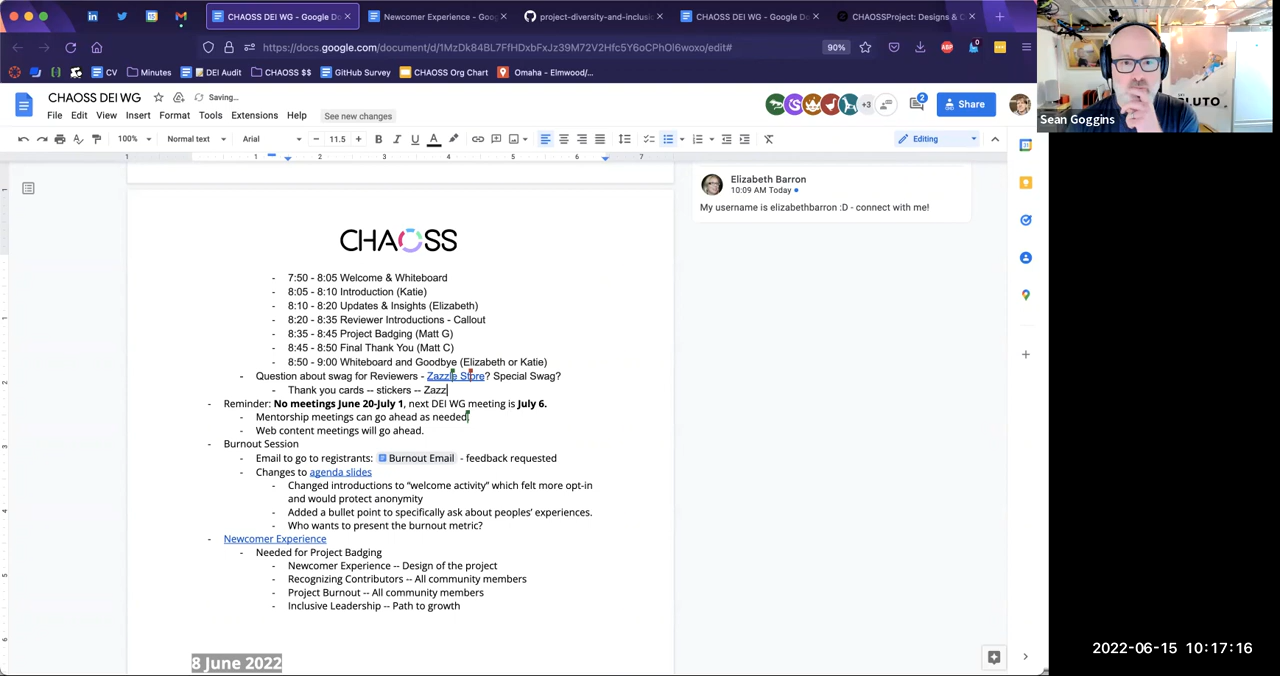 CHAOSS DEI WG - Google Do
Newcomer Experience - Goog
project-diversity-and-inclusi
CHAOSS DEI WG - Google Do
CHAOSSProject: Designs & C
https://docs.google.com/document/d/1MzDk84BL7FfHDxbFxJz39M72V2Hfc5Y6oCPhOl6woxo/edit#
90%
CV
Minutes
DEI Audit
CHAOSS $$
GitHub Survey
CHAOSS Org Chart
Omaha - Elmwood/...
CHAOSS DEI WG
Saving...
File Edit View Insert Format Tools Extensions Help
See new changes
+3
2
Share
100%
Normal text
Arial
11.5
Editing
Elizabeth Barron
10:09 AM Today
My username is elizabethbarron :D - connect with me!
CHAOSS
- 7:50 - 8:05 Welcome & Whiteboard
- 8:05 - 8:10 Introduction (Katie)
- 8:10 - 8:20 Updates & Insights (Elizabeth)
- 8:20 - 8:35 Reviewer Introductions - Callout
- 8:35 - 8:45 Project Badging (Matt G)
- 8:45 - 8:50 Final Thank You (Matt C)
- 8:50 - 9:00 Whiteboard and Goodbye (Elizabeth or Katie)
- Question about swag for Reviewers - Zazzle Store? Special Swag?
- Thank you cards -- stickers -- Zazz
- Reminder: No meetings June 20-July 1, next DEI WG meeting is July 6.
- Mentorship meetings can go ahead as needed.
- Web content meetings will go ahead.
- Burnout Session
- Email to go to registrants: Burnout Email - feedback requested
- Changes to agenda slides
- Changed introductions to “welcome activity” which felt more opt-in
and would protect anonymity
- Added a bullet point to specifically ask about peoples’ experiences.
- Who wants to present the burnout metric?
- Newcomer Experience
- Needed for Project Badging
- Newcomer Experience -- Design of the project
- Recognizing Contributors -- All community members
- Project Burnout -- All community members
- Inclusive Leadership -- Path to growth
8 June 2022
PLUTO
Sean Goggins
2022-06-15 10:17:16